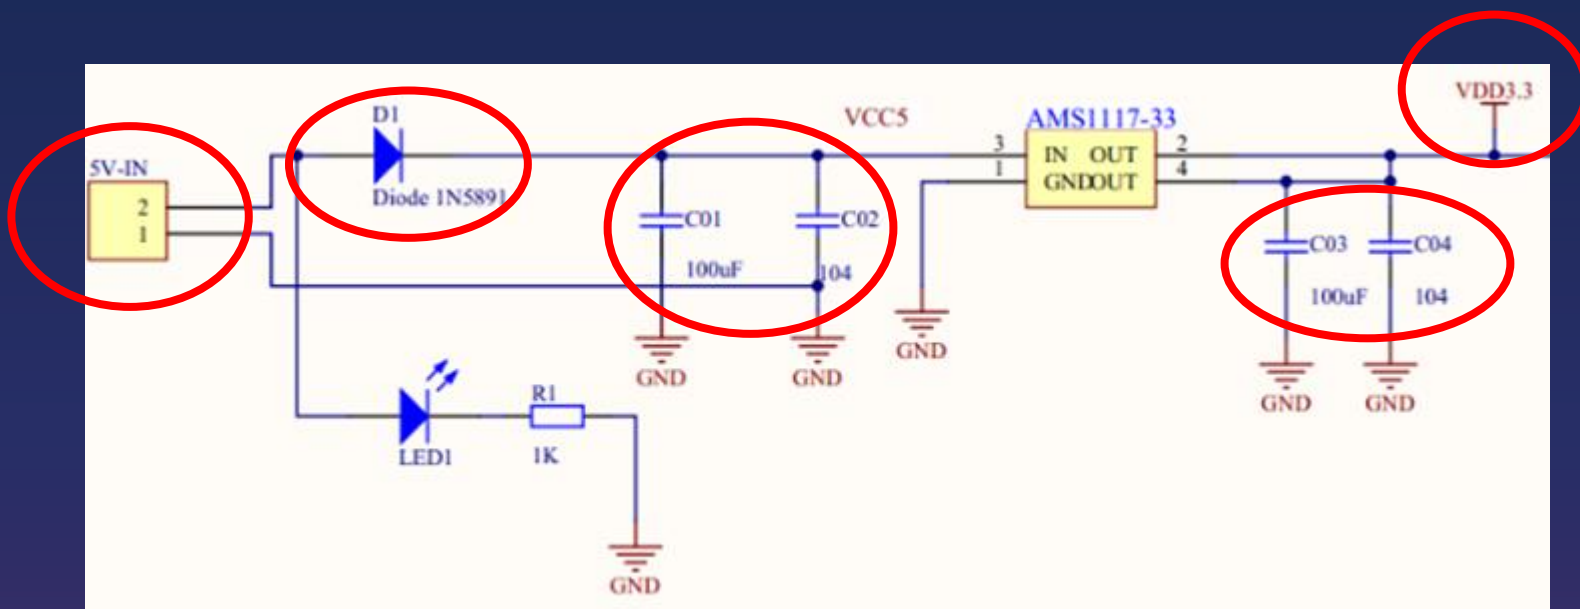 VDD3.3
D1
VCC5
AMS1117-33
5V-IN
3
IN OUT
2
1
GNDOUT
4
Diode 1N5891
2
1
C01
C02
100uF
104
C03
C04
100uF
104
GND
GND
GND
GND
GND
R1
LED1
1K
GND